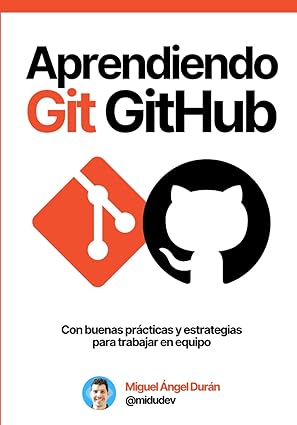 Aprendiendo
Git GitHub
Con buenas prácticas y estrategias
para trabajar en equipo
Miguel Ángel Durán
@midudev